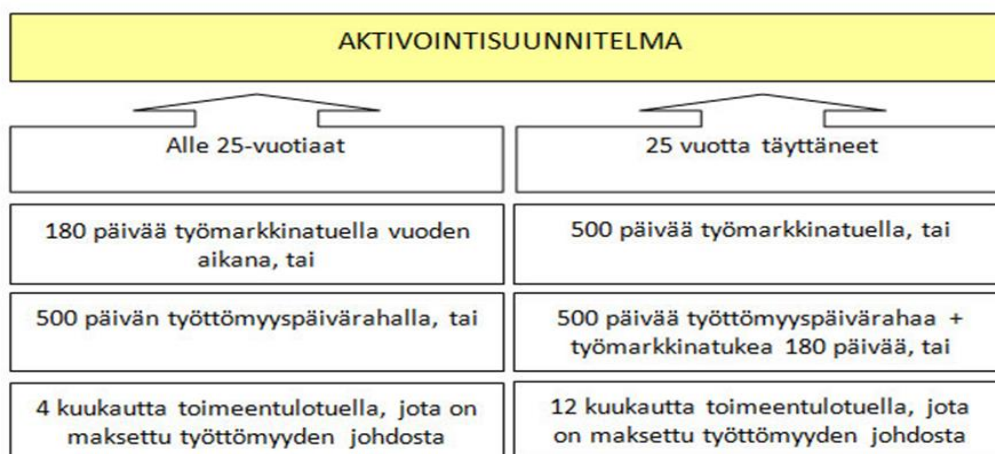 AKTIVOINTISUUNNITELMA
Alle 25-vuotiaat
25 vuotta täyttäneet
180 päivää työmarkkinatuella vuoden
aikana, tai
500 päivää työmarkkinatuella, tai
500 päivän työttömyyspäivärahalla, tai
500 päivää työttömyyspäivärahaa +
työmarkkinatukea 180 päivää, tai
4 kuukautta toimeentulotuella, jota on
maksettu työttömyyden johdosta
12 kuukautta toimeentulotuella, jota
on maksettu työttömyyden johdosta